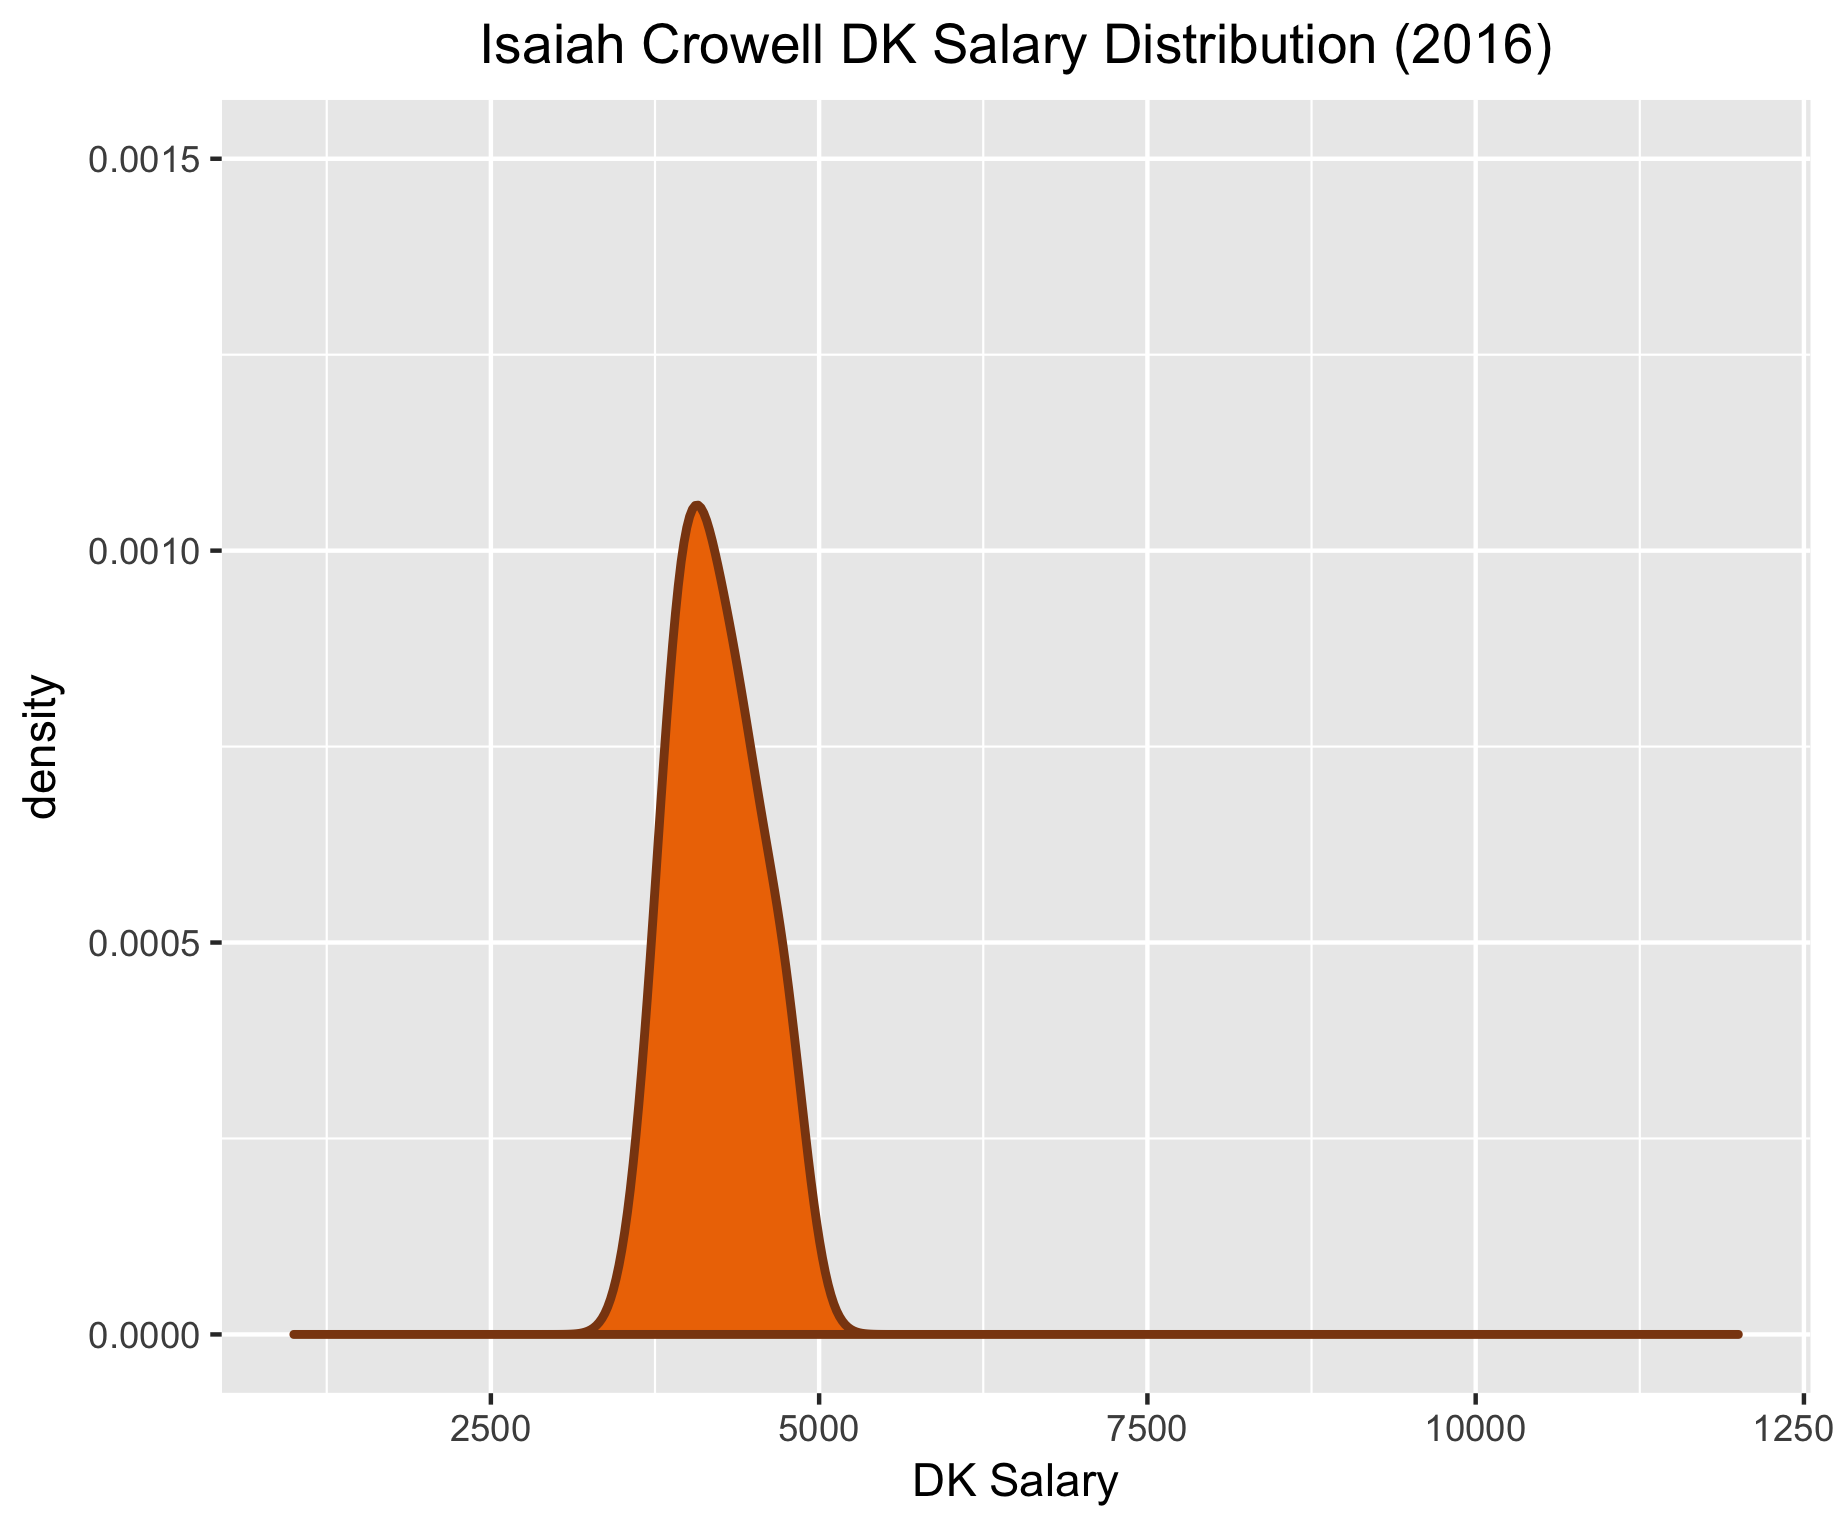 Isaiah Crowell DK Salary Distribution (2016)
0.0015
0.0010
0.0005
0.0000
density
2500 5000 7500 10000 1250
DK Salary